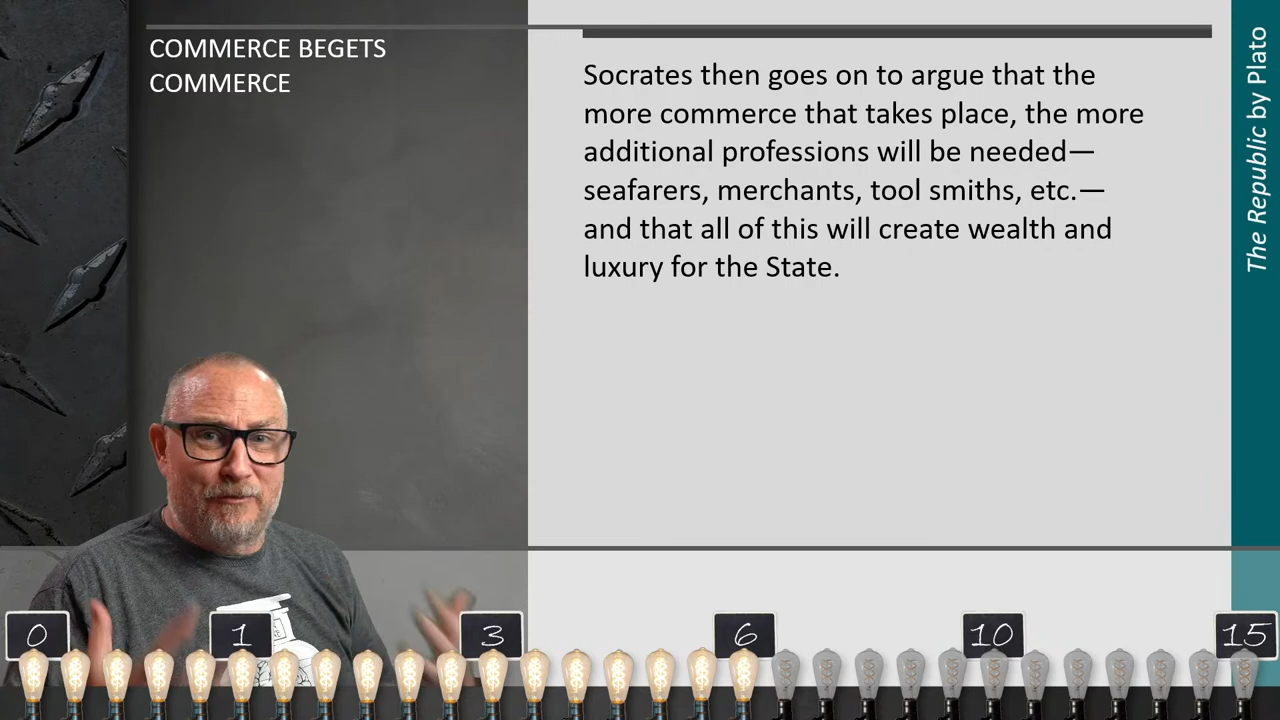 COMMERCE BEGETS
COMMERCE
Socrates then goes on to argue that the
more commerce that takes place, the more
additional professions will be needed—
seafarers, merchants, tool smiths, etc.—
and that all of this will create wealth and
luxury for the State.
The Republic by Plato
0
1
3
6
10
15